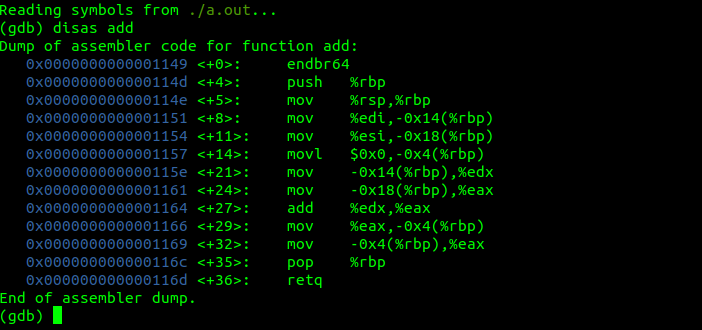 Reading symbols from ./a.out...
(gdb) disas add
Dump of assembler code for function add:
   0x0000000000001149 <+0>:     endbr64
   0x000000000000114d <+4>:     push   %rbp
   0x000000000000114e <+5>:     mov    %rsp,%rbp
   0x0000000000001151 <+8>:     mov    %edi,-0x14(%rbp)
   0x0000000000001154 <+11>:    mov    %esi,-0x18(%rbp)
   0x0000000000001157 <+14>:    movl   $0x0,-0x4(%rbp)
   0x000000000000115e <+21>:    mov    -0x14(%rbp),%edx
   0x0000000000001161 <+24>:    mov    -0x18(%rbp),%eax
   0x0000000000001164 <+27>:    add    %edx,%eax
   0x0000000000001166 <+29>:    mov    %eax,-0x4(%rbp)
   0x0000000000001169 <+32>:    mov    -0x4(%rbp),%eax
   0x000000000000116c <+35>:    pop    %rbp
   0x000000000000116d <+36>:    retq
End of assembler dump.
(gdb)